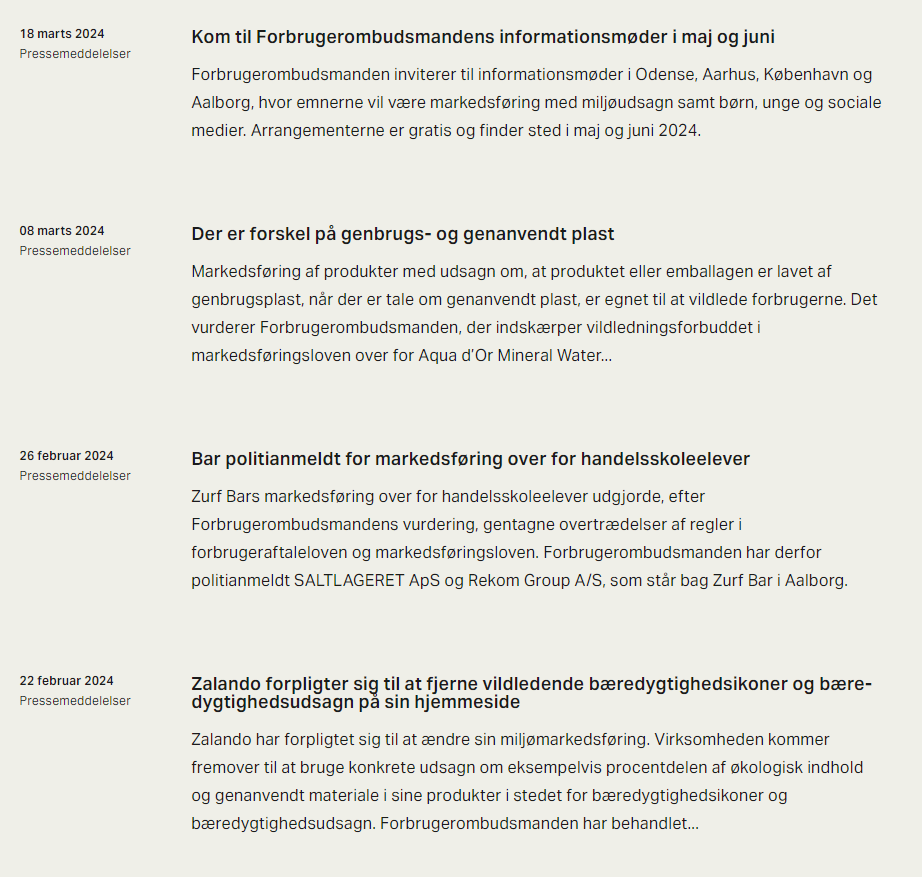 18 marts 2024
Pressemeddelelser
Kom til Forbrugerombudsmandens informationsmøder i maj og juni
Forbrugerombudsmanden inviterer til informationsmøder i Odense, Aarhus, København og
Aalborg, hvor emnerne vil være markedsføring med miljøudsagn samt børn, unge og sociale
medier. Arrangementerne er gratis og finder sted i maj og juni 2024.
08 marts 2024
Pressemeddelelser
Der er forskel på genbrugs- og genanvendt plast
Markedsføring af produkter med udsagn om, at produktet eller emballagen er lavet af
genbrugsplast, når der er tale om genanvendt plast, er egnet til at vildlede forbrugerne. Det
vurderer Forbrugerombudsmanden, der indskærper vildledningsforbuddet i
markedsføringsloven over for Aqua d’Or Mineral Water...
26 februar 2024
Pressemeddelelser
Bar politianmeldt for markedsføring over for handelsskoleelever
Zurf Bars markedsføring over for handelsskoleelever udgjorde, efter
Forbrugerombudsmandens vurdering, gentagne overtrædelser af regler i
forbrugeraftaleloven og markedsføringsloven. Forbrugerombudsmanden har derfor
politianmeldt SALTLAGERET ApS og Rekom Group A/S, som står bag Zurf Bar i Aalborg.
22 februar 2024
Pressemeddelelser
Zalando forpligter sig til at fjerne vildledende bæredygtighedsikoner og bære-
dygtighedsudsagn på sin hjemmeside
Zalando har forpligtet sig til at ændre sin miljømarkedsføring. Virksomheden kommer
fremover til at bruge konkrete udsagn om eksempelvis procentdelen af økologisk indhold
og genanvendt materiale i sine produkter i stedet for bæredygtighedsikoner og
bæredygtighedsudsagn. Forbrugerombudsmanden har behandlet...